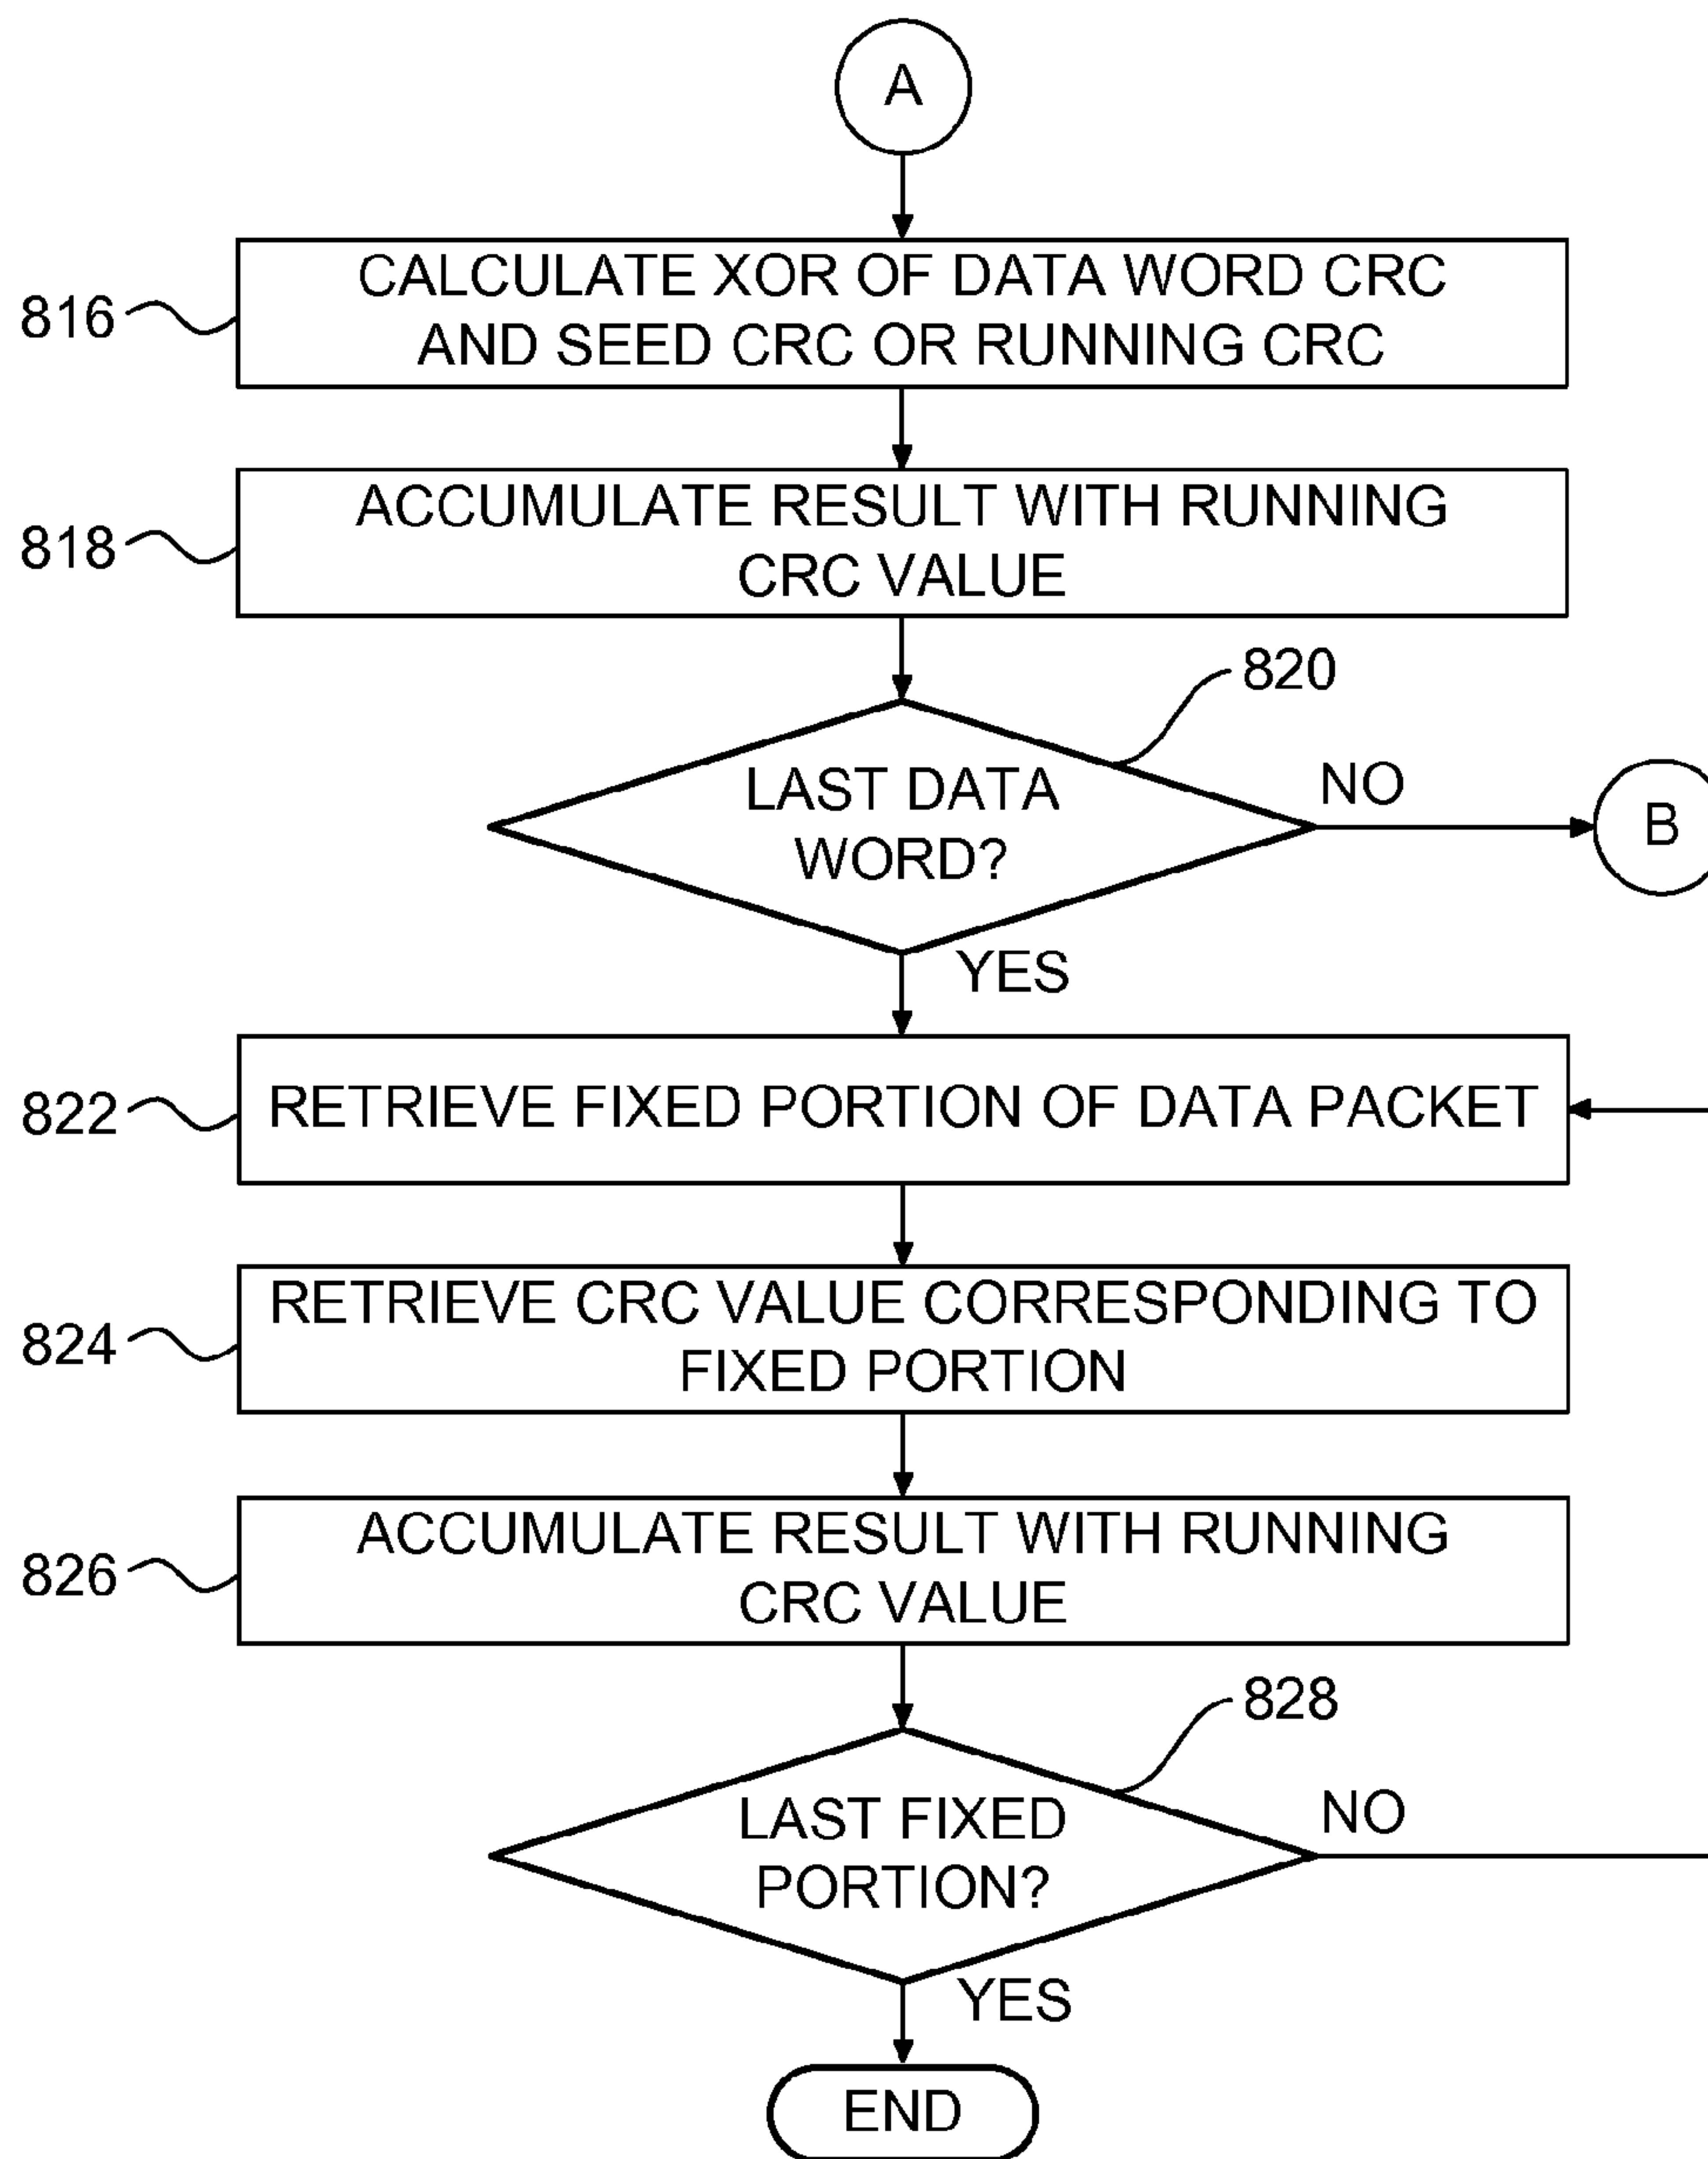 A
816
CALCULATE XOR OF DATA WORD CRC
AND SEED CRC OR RUNNING CRC
818
ACCUMULATE RESULT WITH RUNNING
CRC VALUE
820
LAST DATA
WORD?
NO
B
YES
822
RETRIEVE FIXED PORTION OF DATA PACKET
824
RETRIEVE CRC VALUE CORRESPONDING TO
FIXED PORTION
826
ACCUMULATE RESULT WITH RUNNING
CRC VALUE
828
LAST FIXED
PORTION?
NO
YES
END